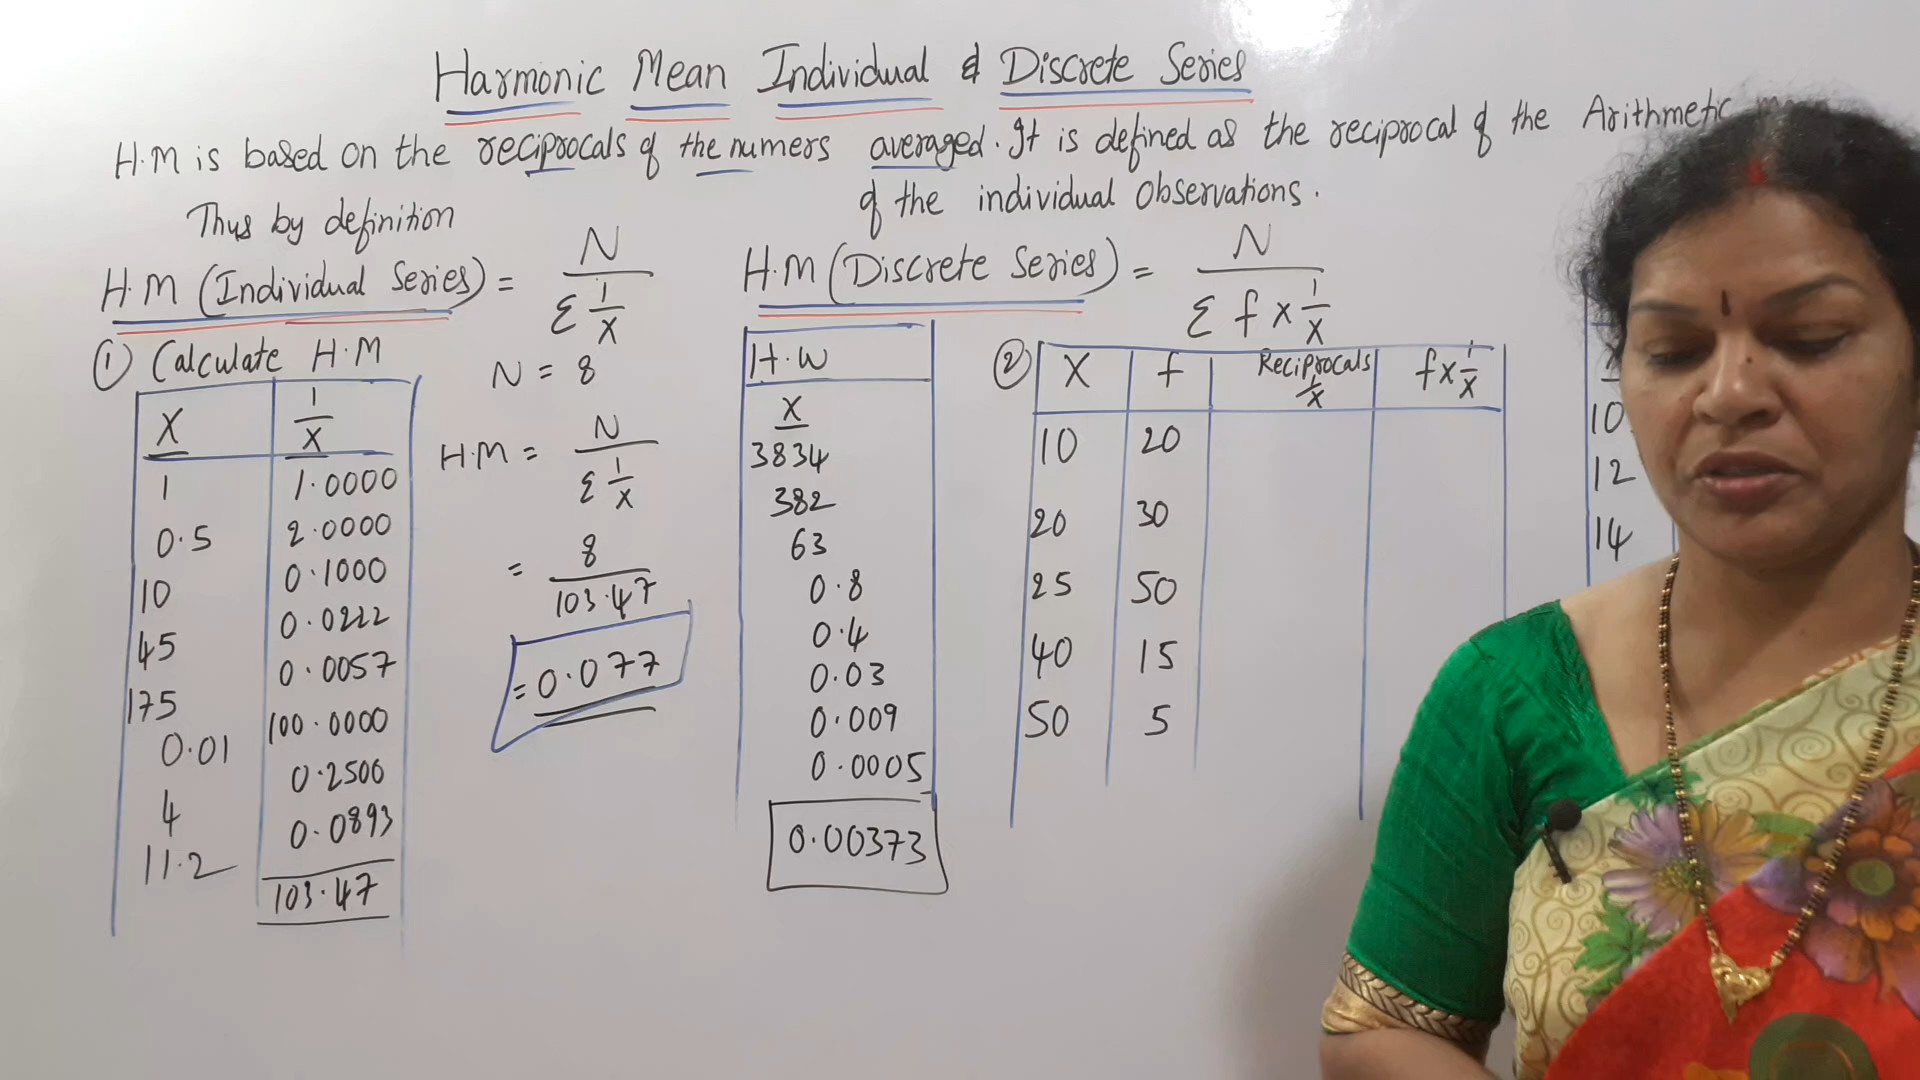 Harmonic Mean Individual & Discrete Series
H.M is based on the reciprocals of the numers averaged. It is defined as the reciprocal of the Arithmetic
of the individual Observations.
Thus by definition
H.M (Individual Series) = N / Σ 1/X
H.M (Discrete Series) = N / Σ f x 1/X
① Calculate H.M
X 1/X
1 1.0000
0.5 2.0000
10 0.1000
45 0.0222
175 0.0057
0.01 100.0000
4 0.2500
11.2 0.0893
103.47
N = 8
H.M = N / Σ 1/X
= 8 / 103.47
= 0.077
H.W
X
3834
382
63
0.8
0.4
0.03
0.009
0.0005
0.00373
② X f Reciprocals 1/X f x 1/X
10 20
20 30
25 50
40 15
50 5
10
12
14